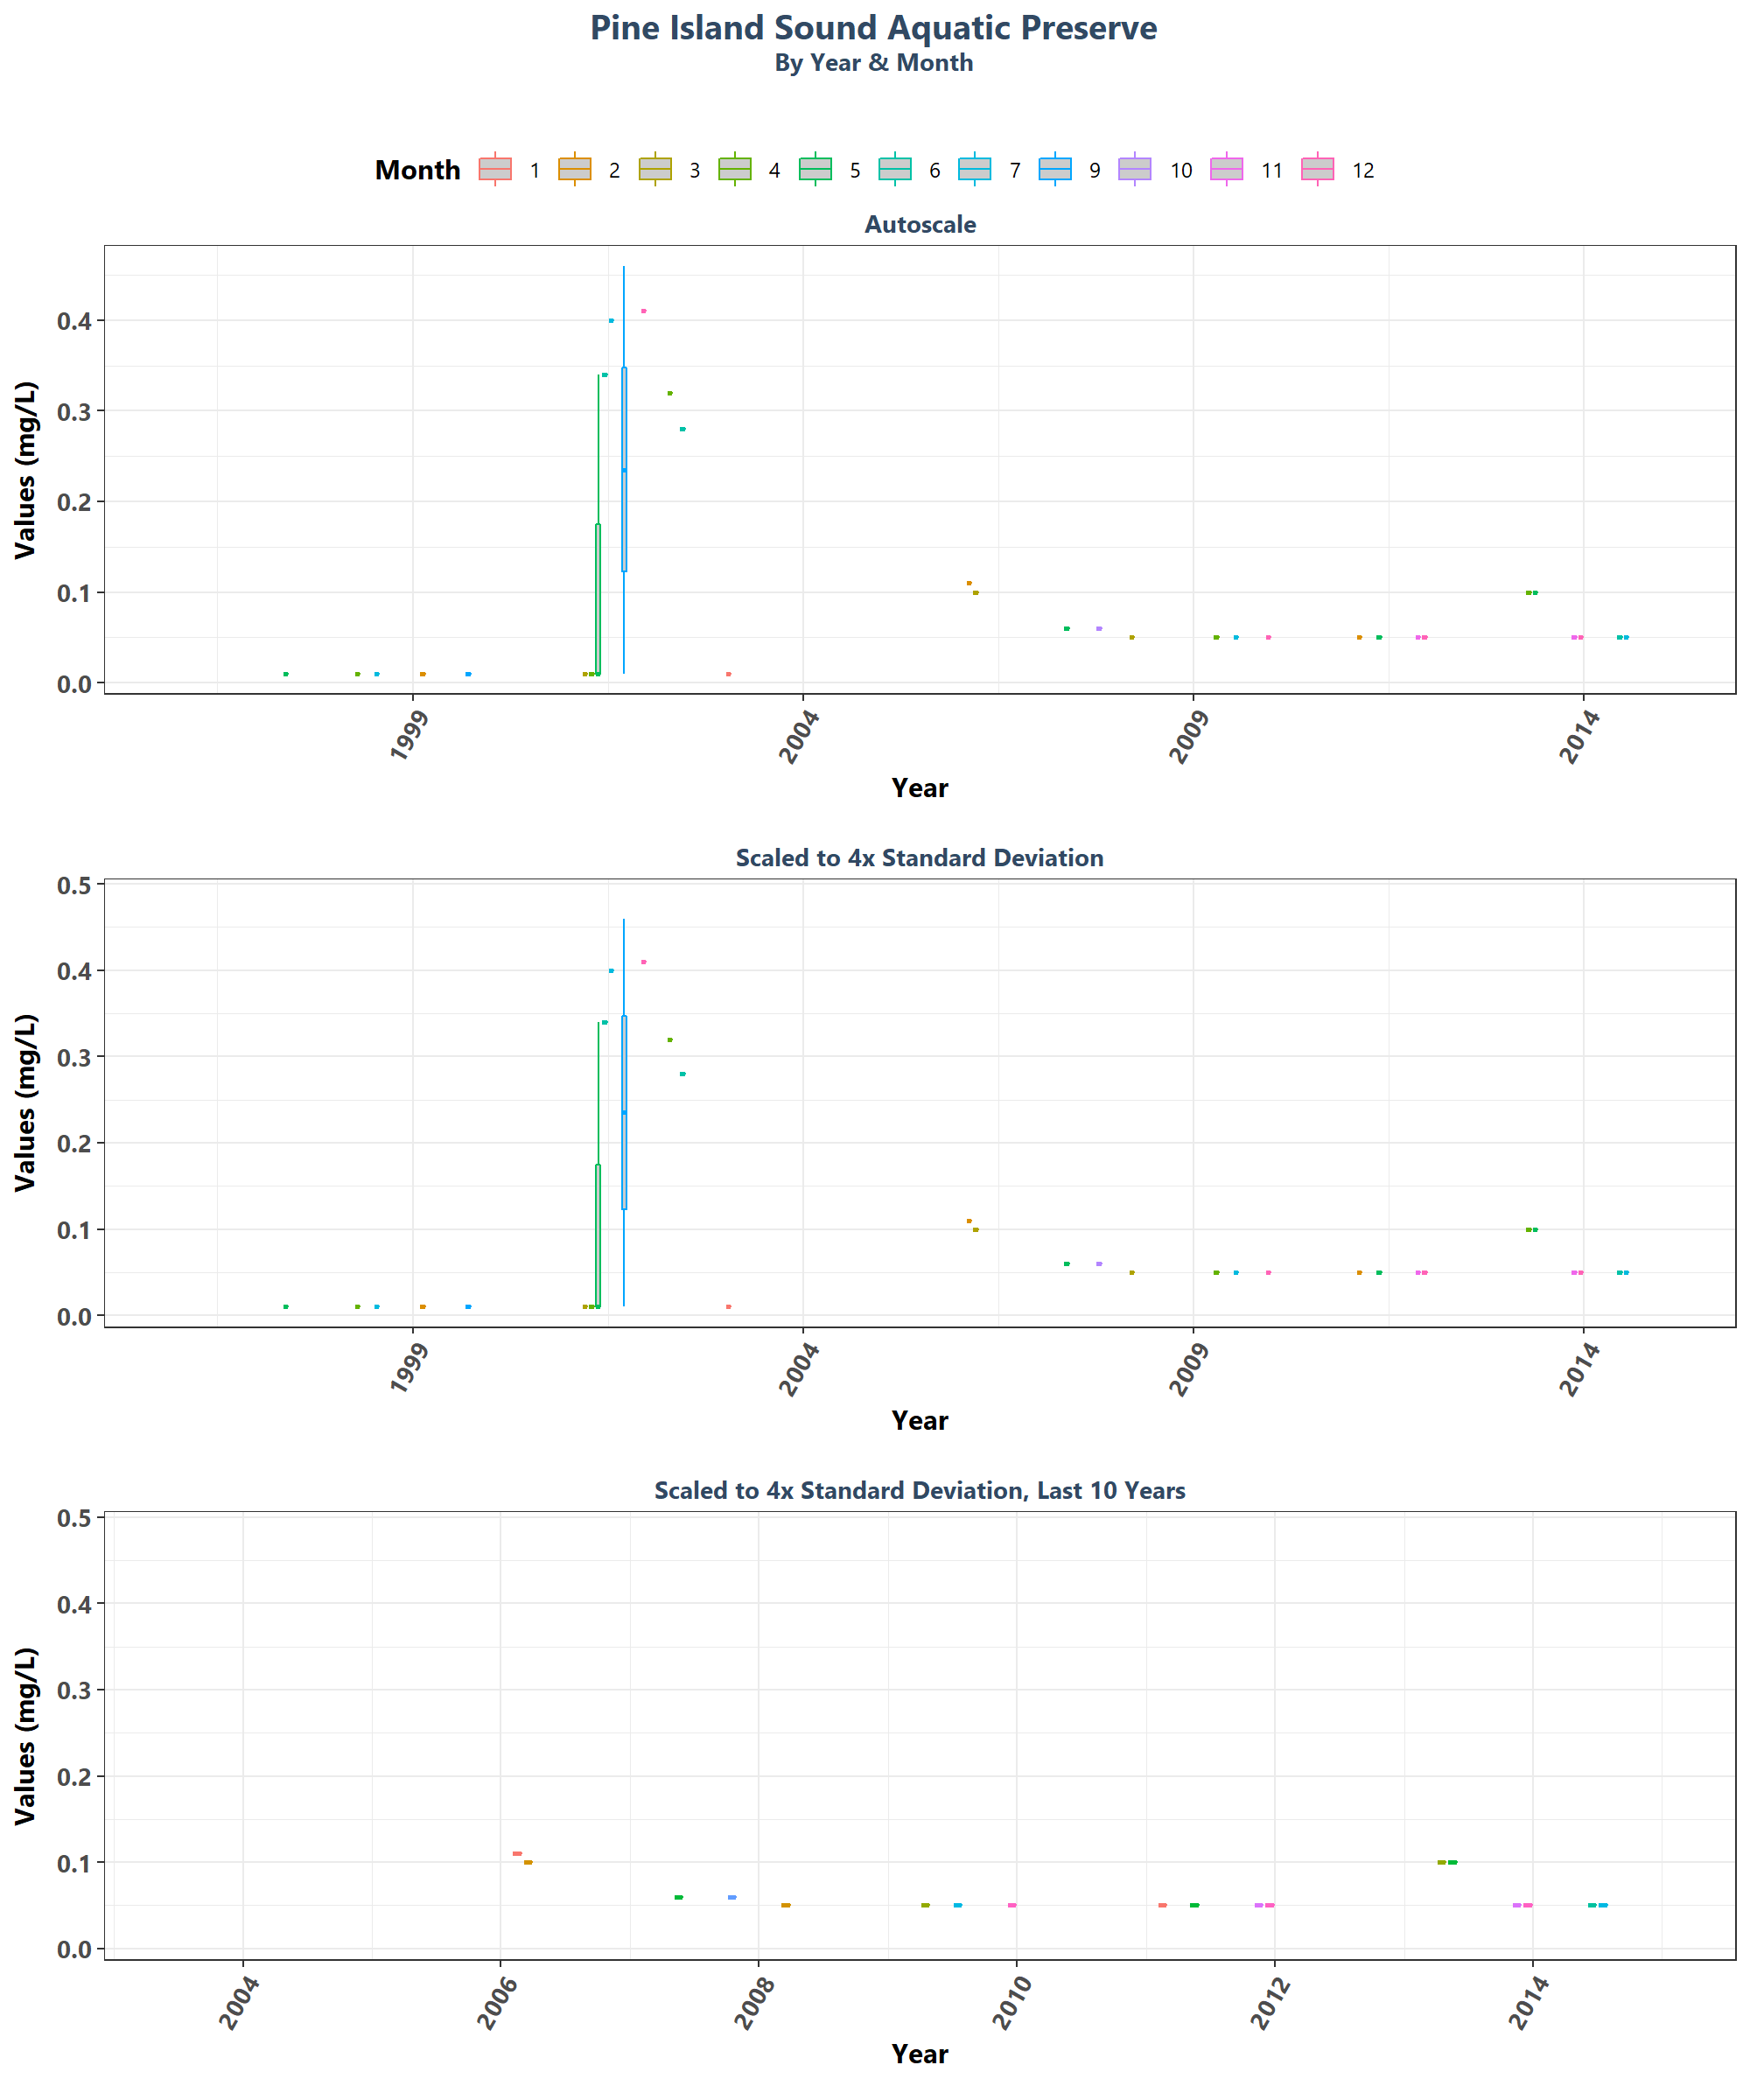 Pine Island Sound Aquatic Preserve
By Year & Month
Month 1 2 3 4 5 6 7 9 10 11 12
Autoscale
Values (mg/L)
0.4
0.3
0.2
0.1
0.0
1999 2004 2009 2014
Year
Scaled to 4x Standard Deviation
Values (mg/L)
0.5
0.4
0.3
0.2
0.1
0.0
1999 2004 2009 2014
Year
Scaled to 4x Standard Deviation, Last 10 Years
Values (mg/L)
0.5
0.4
0.3
0.2
0.1
0.0
2004 2006 2008 2010 2012 2014
Year